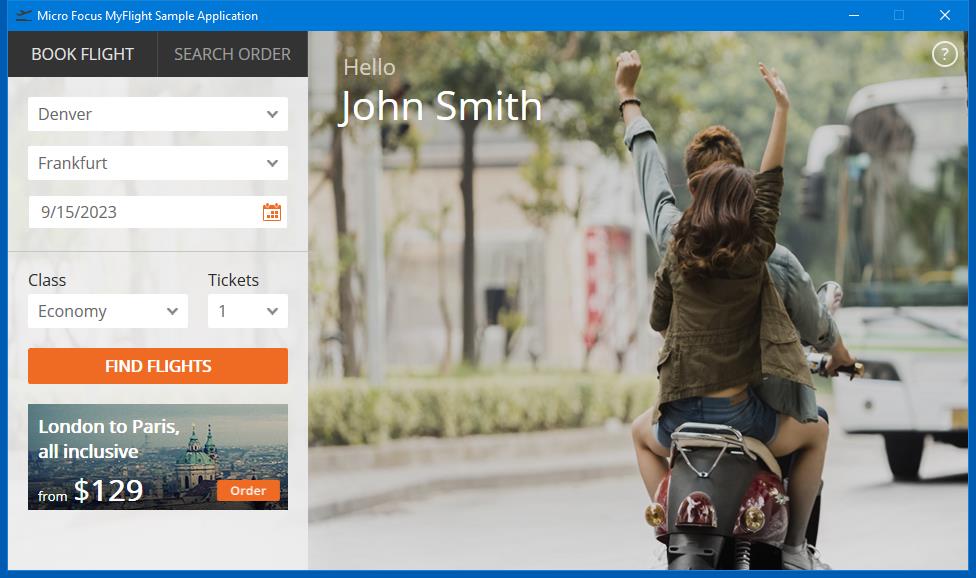 Micro Focus MyFlight Sample Application
BOOK FLIGHT
SEARCH ORDER
Denver
Frankfurt
9/15/2023
Class
Tickets
Economy
1
FIND FLIGHTS
London to Paris,
all inclusive
from $129
Order
Hello
John Smith
?